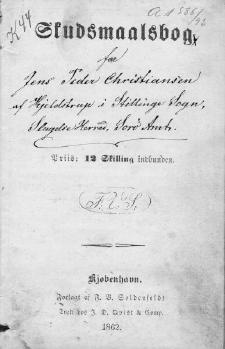 K44
Skudsmaalsbog
for
Jens Peder Christiansen
af Hjeldstrup i Stillinge Sogn,
Slagelse Herred, Sorø Amt.
Priis: 12 Skilling indbunden.
Kjøbenhavn.
Forlagt af F. B. Soldenfeldt
Trykt hos J. D. Qvist & Comp.
1862.